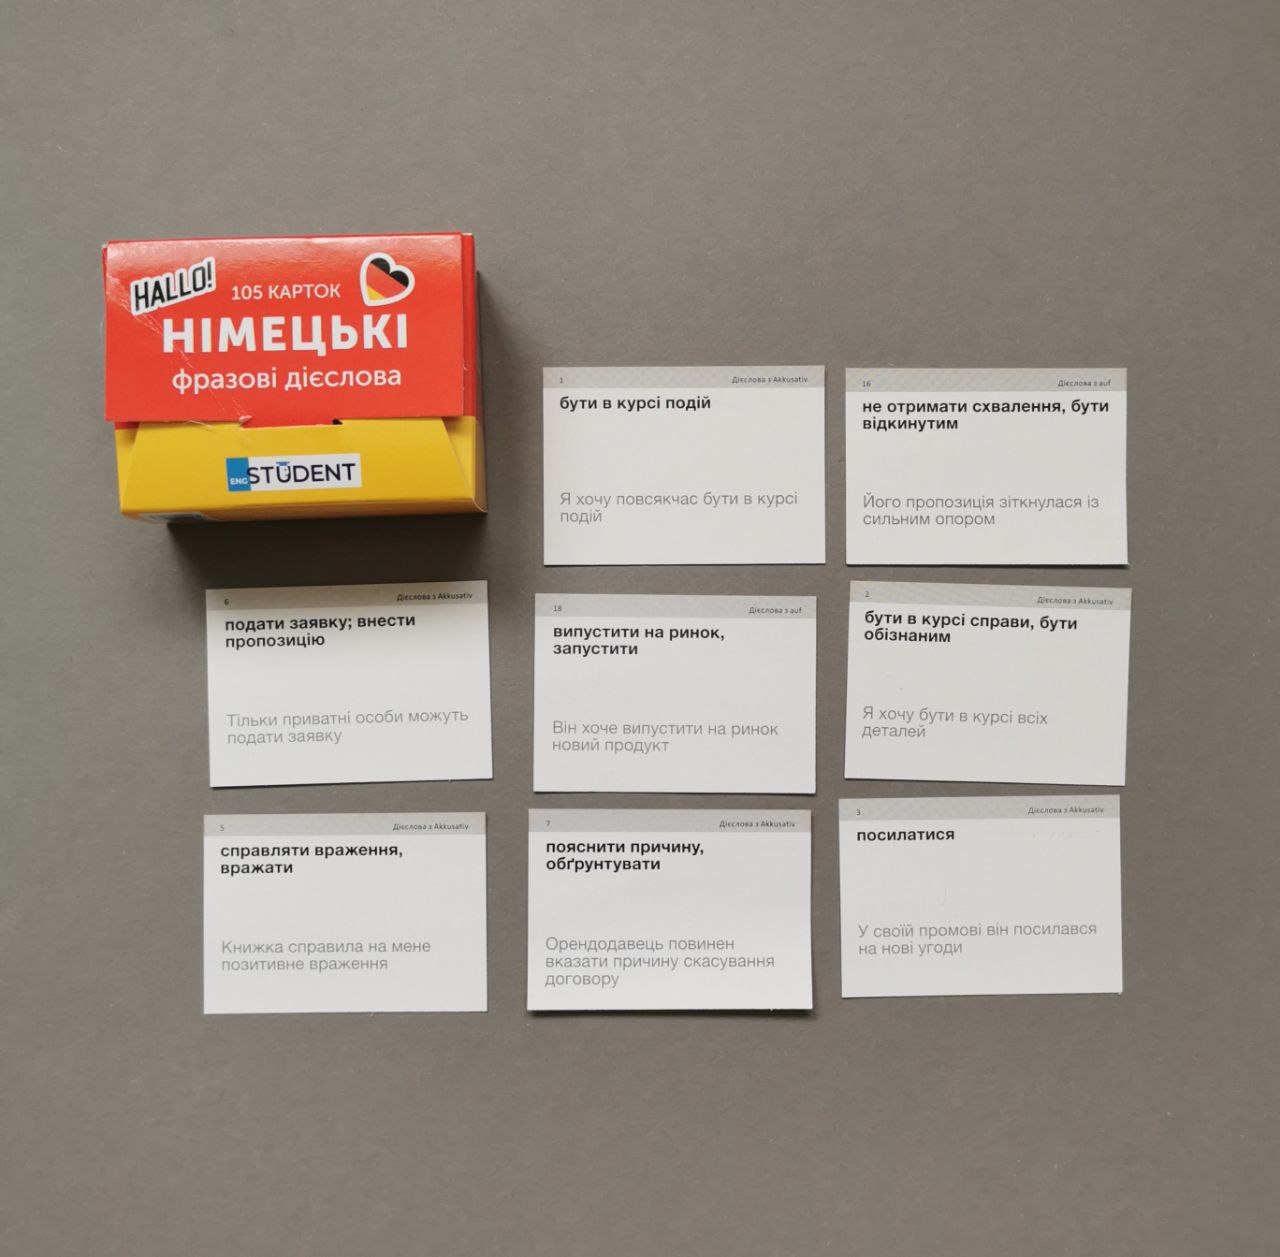 HALLO!
105 КАРТОК
НІМЕЦЬКІ
фразові дієслова
ENG STUDENT
1 Дієслова з Akkusativ
бути в курсі подій
Я хочу повсякчас бути в курсі
подій
16 Дієслова з auf
не отримати схвалення, бути
відкинутим
Його пропозиція зіткнулася із
сильним опором
6 Дієслова з Akkusativ
подати заявку; внести
пропозицію
Тільки приватні особи можуть
подати заявку
18 Дієслова з auf
випустити на ринок,
запустити
Він хоче випустити на ринок
новий продукт
2 Дієслова з Akkusativ
бути в курсі справи, бути
обізнаним
Я хочу бути в курсі всіх
деталей
5 Дієслова з Akkusativ
справляти враження,
вражати
Книжка справила на мене
позитивне враження
7 Дієслова з Akkusativ
пояснити причину,
обґрунтувати
Орендодавець повинен
вказати причину скасування
договору
3 Дієслова з Akkusativ
посилатися
У своїй промові він посилався
на нові угоди